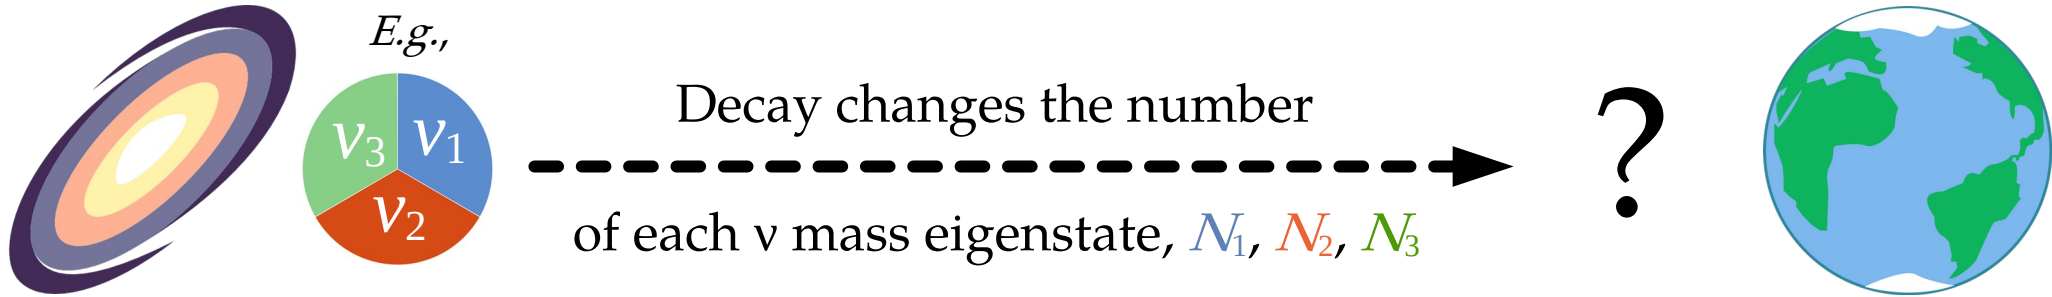 E.g.,
ν3
ν1
ν2
Decay changes the number
of each ν mass eigenstate, N1, N2, N3
?